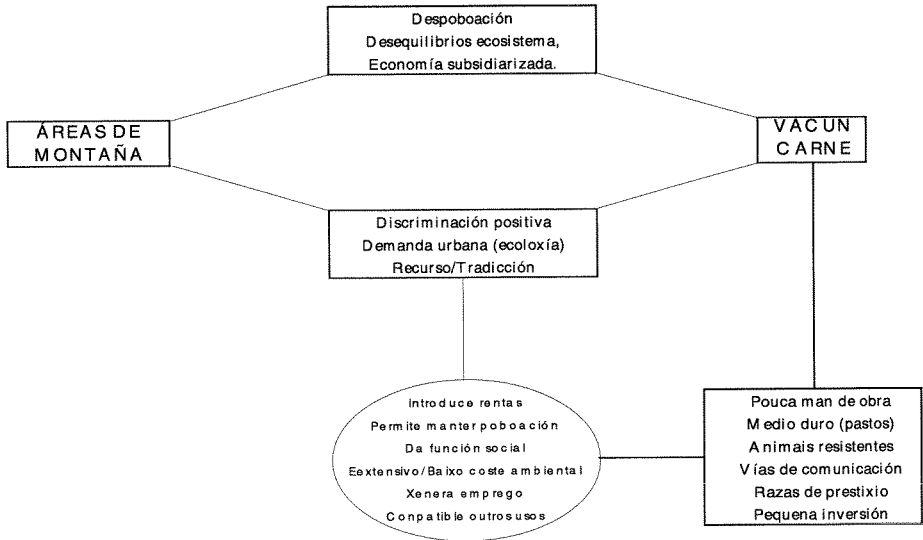 Despoboación
Desequilibrios ecosistema,
Economía subsidiarizada.
ÁREAS DE
MONTAÑA
VACUN
CARNE
Discriminación positiva
Demanda urbana (ecoloxía)
Recurso/Tradicción
Introduce rentas
Permite manter poboación
Da función social
Eextensivo/Baixo coste ambiental
Xenera emprego
Conpatible outros usos
Pouca man de obra
Medio duro (pastos)
Animais resistentes
Vías de comunicación
Razas de prestixio
Pequena inversión